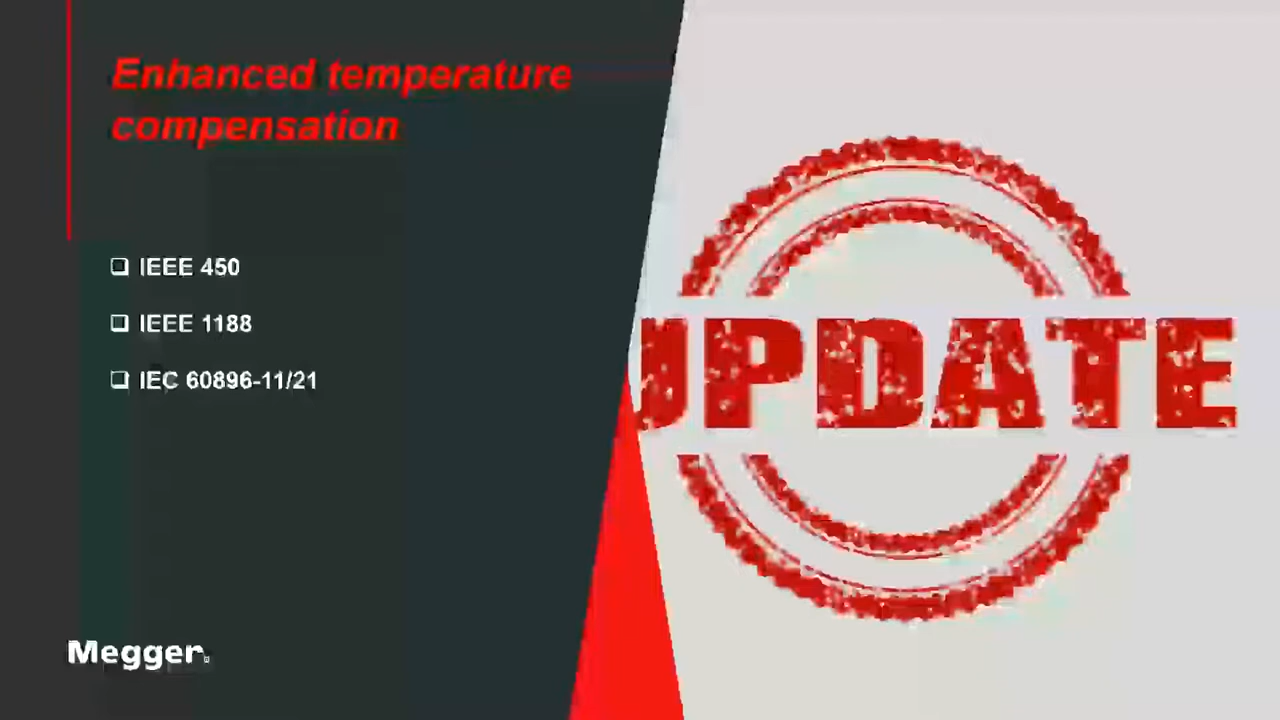 Enhanced temperature
compensation
IEEE 450
IEEE 1188
IEC 60896-11/21
UPDATE
Megger